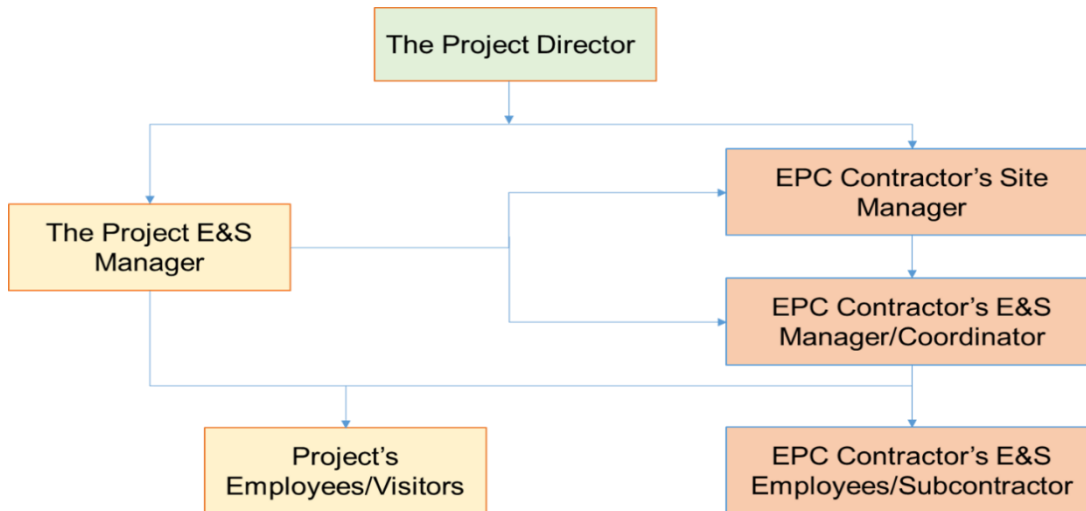 The Project Director
EPC Contractor’s Site
Manager
The Project E&S
Manager
EPC Contractor’s E&S
Manager/Coordinator
Project’s
Employees/Visitors
EPC Contractor’s E&S
Employees/Subcontractor